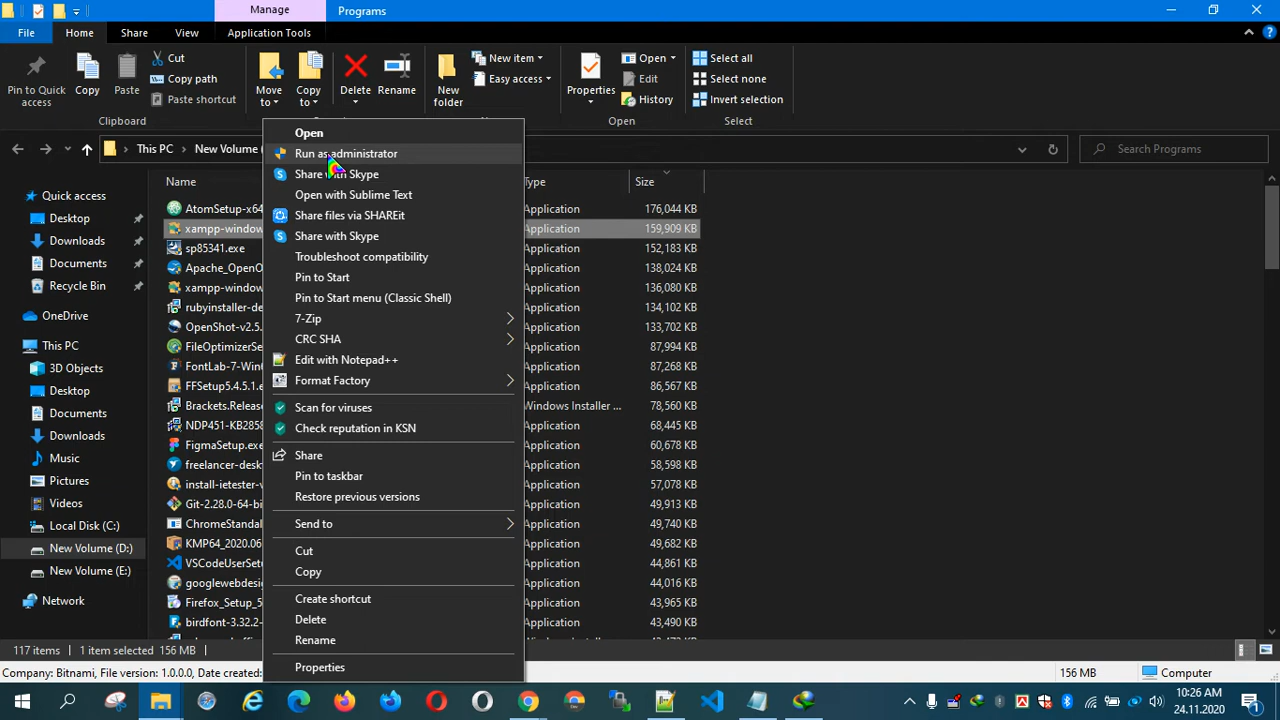 Manage
Programs
File
Home
Share
View
Application Tools
Pin to Quick access
Copy
Paste
Cut
Copy path
Paste shortcut
Clipboard
Move to
Copy to
Delete
Rename
New folder
New item
Easy access
Properties
Open
Edit
History
Open
Select all
Select none
Invert selection
Select
This PC
New Volume (
Search Programs
Name
Type
Size
Quick access
Desktop
Downloads
Documents
Recycle Bin
OneDrive
This PC
3D Objects
Desktop
Documents
Downloads
Music
Pictures
Videos
Local Disk (C:)
New Volume (D:)
New Volume (E:)
Network
AtomSetup-x64 Application 176,044 KB
xampp-window Application 159,909 KB
sp85341.exe Application 152,183 KB
Apache_OpenO Application 138,024 KB
xampp-window Application 136,080 KB
rubyinstaller-de Application 134,102 KB
OpenShot-v2.5. Application 133,702 KB
FileOptimizerSe Application 87,994 KB
FontLab-7-Win Application 87,268 KB
FFSetup5.4.5.1.e Application 86,567 KB
Brackets.Release Windows Installer ... 78,560 KB
NDP451-KB2858 Application 68,445 KB
FigmaSetup.exe Application 60,678 KB
freelancer-desk Application 58,598 KB
install-ietester-v Application 57,078 KB
Git-2.28.0-64-bi Application 49,913 KB
ChromeStandal Application 49,740 KB
KMP64_2020.06 Application 49,682 KB
VSCodeUserSetu Application 44,861 KB
googlewebdesig Application 44,016 KB
Firefox_Setup_5 Application 43,965 KB
birdfont-3.32.2- Application 43,490 KB
Open
Run as administrator
Share with Skype
Open with Sublime Text
Share files via SHAREit
Share with Skype
Troubleshoot compatibility
Pin to Start
Pin to Start menu (Classic Shell)
7-Zip
CRC SHA
Edit with Notepad++
Format Factory
Scan for viruses
Check reputation in KSN
Share
Pin to taskbar
Restore previous versions
Send to
Cut
Copy
Create shortcut
Delete
Rename
Properties
117 items
1 item selected 156 MB
Company: Bitnami, File version: 1.0.0.0, Date created:
156 MB
Computer
10:26 AM
24.11.2020